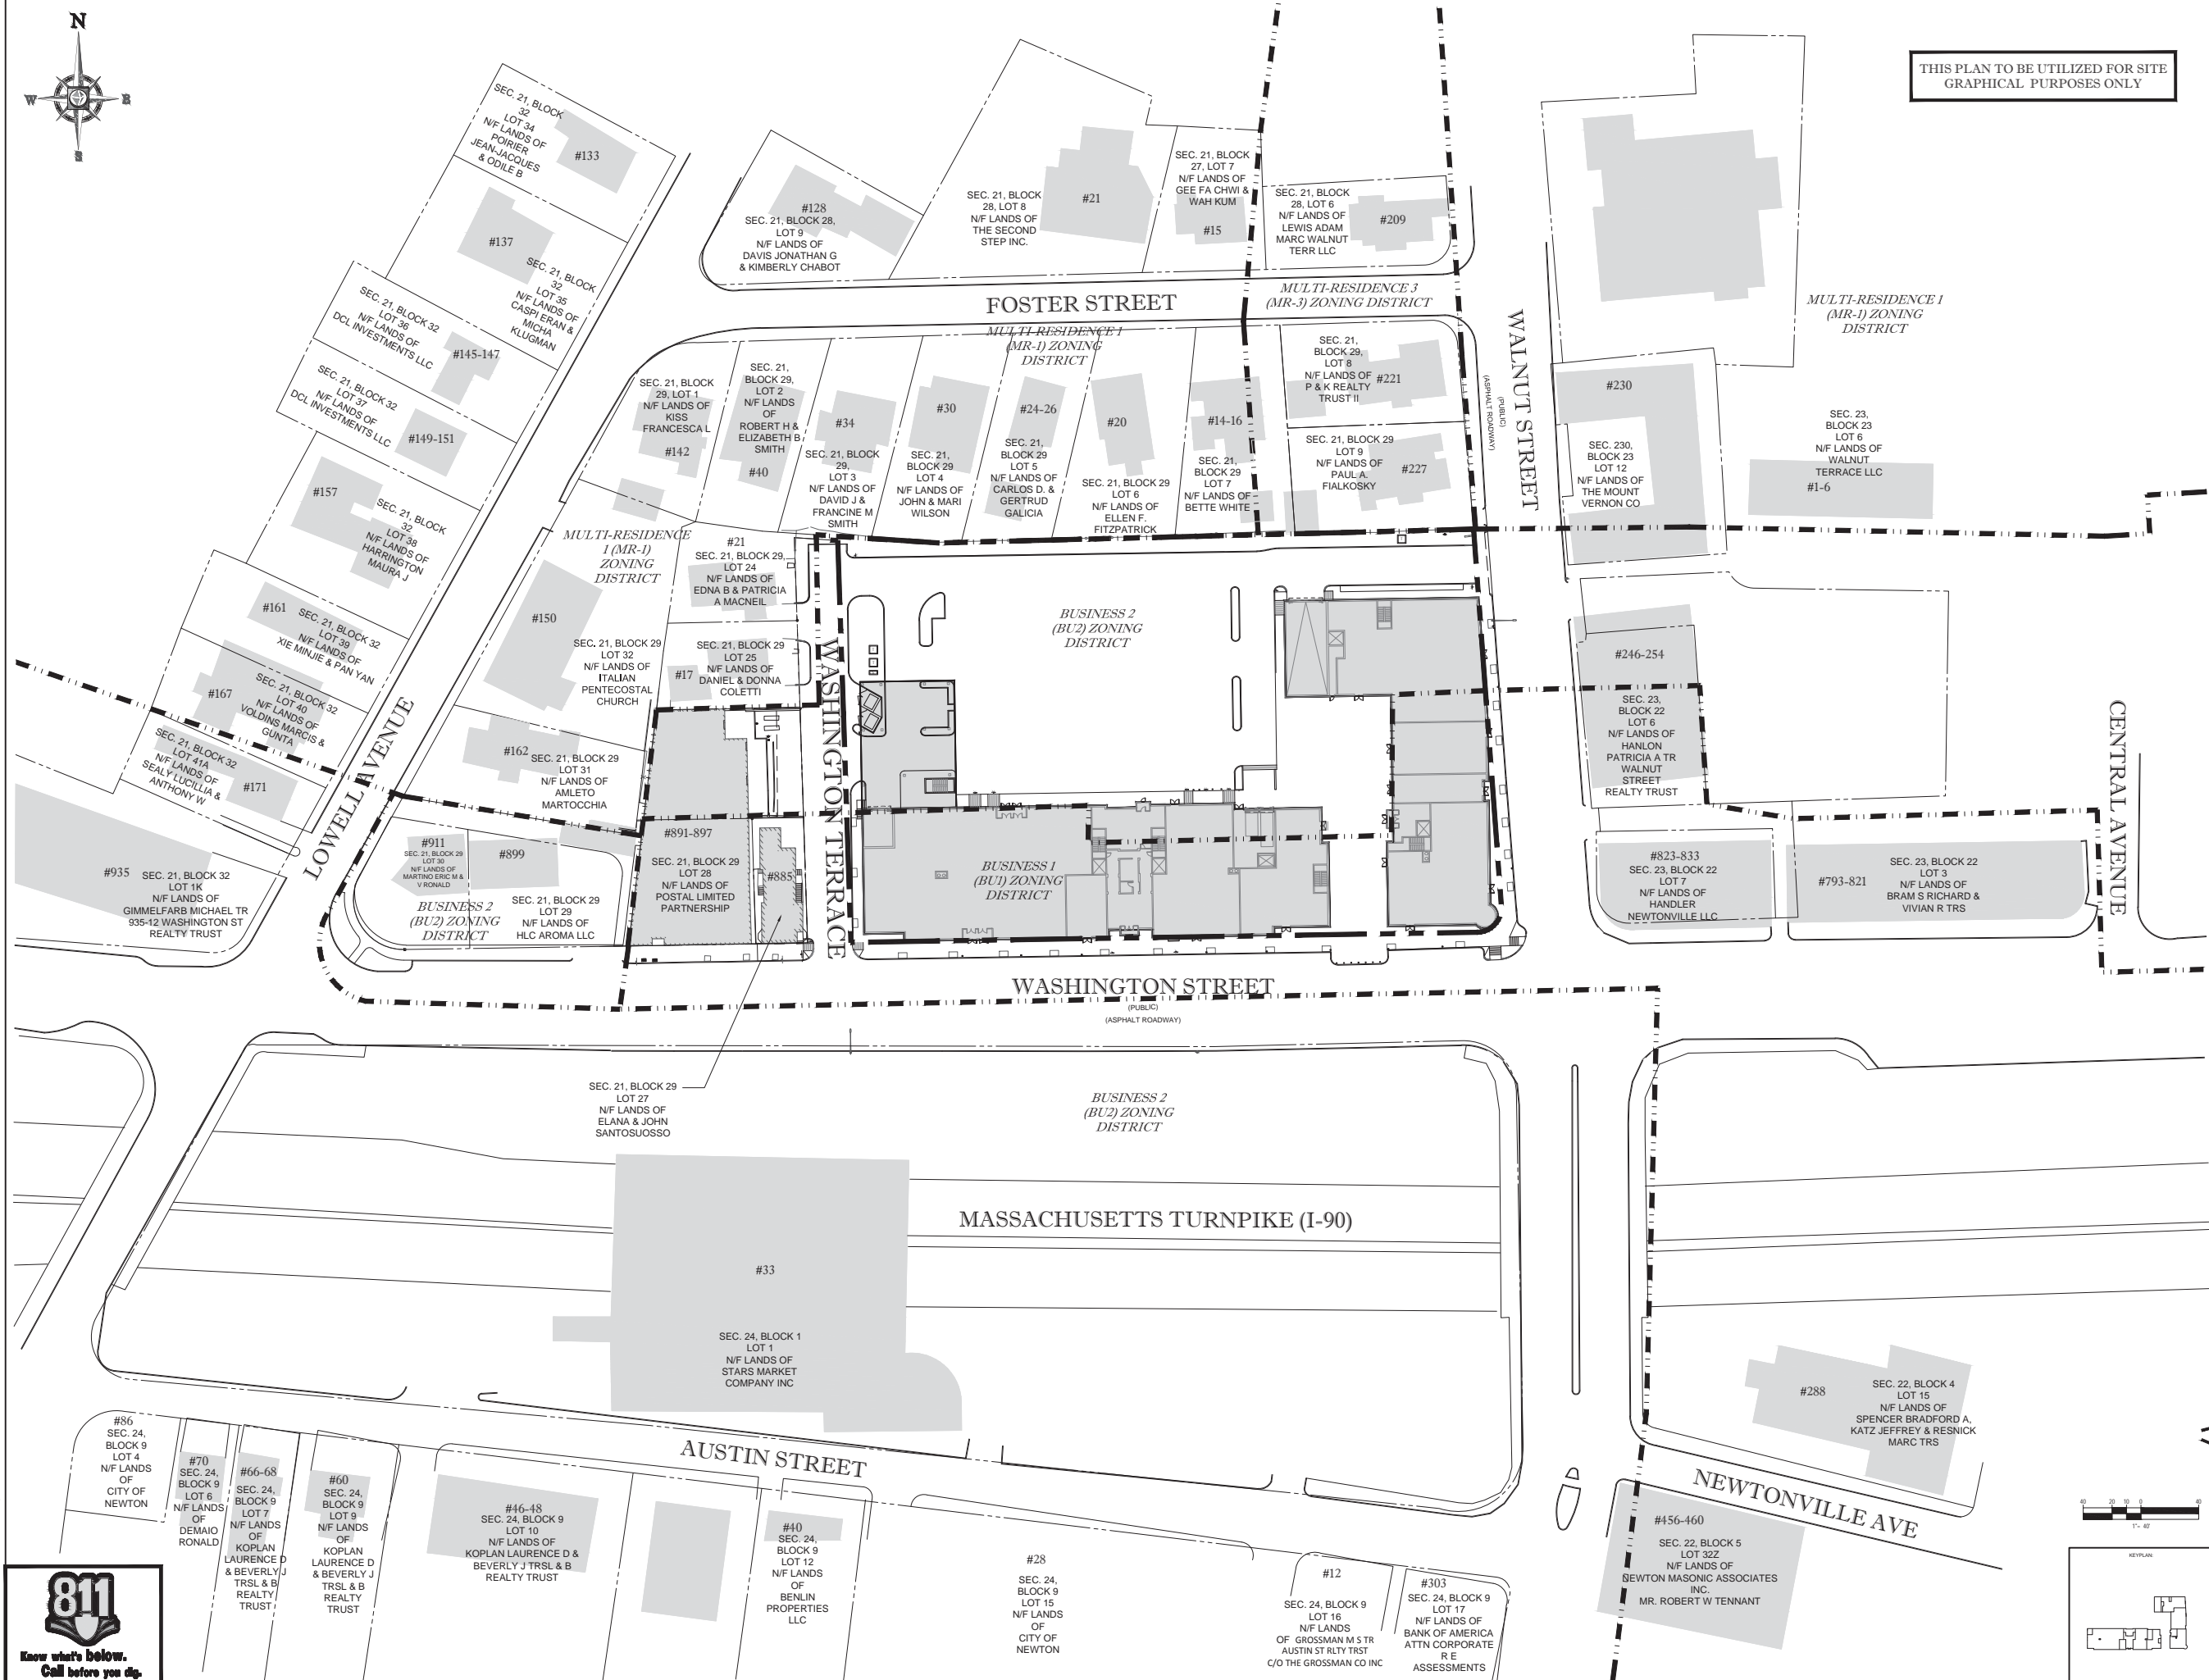 N
W
E
S
THIS PLAN TO BE UTILIZED FOR SITE
GRAPHICAL PURPOSES ONLY
SEC. 21, BLOCK
32
LOT 34
N/F LANDS OF
POIRIER
JEAN-JACQUES
& ODILE B
#133
#137
SEC. 21, BLOCK
32
LOT 35
N/F LANDS OF
CASPI ERAN &
MICHA
KLUGMAN
SEC. 21, BLOCK 32
LOT 36
N/F LANDS OF
DCL INVESTMENTS LLC
#145-147
SEC. 21, BLOCK 32
LOT 37
N/F LANDS OF
DCL INVESTMENTS LLC
#149-151
#157
SEC. 21, BLOCK
32
LOT 38
N/F LANDS OF
HARRINGTON
MAURA J
#161
SEC. 21, BLOCK 32
LOT 39
N/F LANDS OF
XIE MINJIE & PAN YAN
#167
SEC. 21, BLOCK 32
LOT 40
N/F LANDS OF
VOLDINS MARCIS &
GUNTA
SEC. 21, BLOCK 32
LOT 41A
N/F LANDS OF
SEALY LUCILLIA &
ANTHONY W
#171
#935
SEC. 21, BLOCK 32
LOT 1K
N/F LANDS OF
GIMMELFARB MICHAEL TR
935-12 WASHINGTON ST
REALTY TRUST
LOWELL AVENUE
#128
SEC. 21, BLOCK 28,
LOT 9
N/F LANDS OF
DAVIS JONATHAN G
& KIMBERLY CHABOT
SEC. 21, BLOCK
28, LOT 8
N/F LANDS OF
THE SECOND
STEP INC.
#21
SEC. 21, BLOCK
27, LOT 7
N/F LANDS OF
GEE FA CHWI &
WAH KUM
#15
SEC. 21, BLOCK
28, LOT 6
N/F LANDS OF
LEWIS ADAM
MARC WALNUT
TERR LLC
#209
FOSTER STREET
MULTI-RESIDENCE 3
(MR-3) ZONING DISTRICT
MULTI-RESIDENCE 1
(MR-1) ZONING
DISTRICT
SEC. 21, BLOCK
29, LOT 1
N/F LANDS OF
KISS
FRANCESCA L
#142
SEC. 21,
BLOCK 29,
LOT 2
N/F LANDS
OF
ROBERT H &
ELIZABETH B
SMITH
#40
#34
SEC. 21, BLOCK
29,
LOT 3
N/F LANDS OF
DAVID J &
FRANCINE M
SMITH
#30
SEC. 21,
BLOCK 29
LOT 4
N/F LANDS OF
JOHN & MARI
WILSON
#24-26
SEC. 21,
BLOCK 29
LOT 5
N/F LANDS OF
CARLOS D. &
GERTRUD
GALICIA
#20
SEC. 21, BLOCK 29
LOT 6
N/F LANDS OF
ELLEN F.
FITZPATRICK
#14-16
SEC. 21,
BLOCK 29
LOT 7
N/F LANDS OF
BETTE WHITE
SEC. 21,
BLOCK 29,
LOT 8
N/F LANDS OF
P & K REALTY
TRUST II
#221
SEC. 21, BLOCK 29
LOT 9
N/F LANDS OF
PAUL A.
FIALKOSKY
#227
WALNUT STREET
(PUBLIC)
(ASPHALT ROADWAY)
MULTI-RESIDENCE 1
(MR-1) ZONING
DISTRICT
#230
SEC. 230,
BLOCK 23
LOT 12
N/F LANDS OF
THE MOUNT
VERNON CO
SEC. 23,
BLOCK 23
LOT 6
N/F LANDS OF
WALNUT
TERRACE LLC
#1-6
MULTI-RESIDENCE
1 (MR-1)
ZONING
DISTRICT
#150
SEC. 21, BLOCK 29
LOT 32
N/F LANDS OF
ITALIAN
PENTECOSTAL
CHURCH
#21
SEC. 21, BLOCK 29,
LOT 24
N/F LANDS OF
EDNA B & PATRICIA
A MACNEIL
#17
SEC. 21, BLOCK 29
LOT 25
N/F LANDS OF
DANIEL & DONNA
COLETTI
#162
SEC. 21, BLOCK 29
LOT 31
N/F LANDS OF
AMLETO
MARTOCCHIA
WASHINGTON TERRACE
BUSINESS 2
(BU2) ZONING
DISTRICT
BUSINESS 1
(BU1) ZONING
DISTRICT
#246-254
SEC. 23,
BLOCK 22
LOT 6
N/F LANDS OF
HANLON
PATRICIA A TR
WALNUT
STREET
REALTY TRUST
CENTRAL AVENUE
#911
SEC. 21, BLOCK 29
LOT 30
N/F LANDS OF
MARTINO ERIC M &
V RONALD
#899
BUSINESS 2
(BU2) ZONING
DISTRICT
SEC. 21, BLOCK 29
LOT 29
N/F LANDS OF
HLC AROMA LLC
#891-897
SEC. 21, BLOCK 29
LOT 28
N/F LANDS OF
POSTAL LIMITED
PARTNERSHIP
#885
#823-833
SEC. 23, BLOCK 22
LOT 7
N/F LANDS OF
HANDLER
NEWTONVILLE LLC
#793-821
SEC. 23, BLOCK 22
LOT 3
N/F LANDS OF
BRAM S RICHARD &
VIVIAN R TRS
WASHINGTON STREET
(PUBLIC)
(ASPHALT ROADWAY)
SEC. 21, BLOCK 29
LOT 27
N/F LANDS OF
ELANA & JOHN
SANTOSUOSSO
BUSINESS 2
(BU2) ZONING
DISTRICT
MASSACHUSETTS TURNPIKE (I-90)
#33
SEC. 24, BLOCK 1
LOT 1
N/F LANDS OF
STARS MARKET
COMPANY INC
#288
SEC. 22, BLOCK 4
LOT 15
N/F LANDS OF
SPENCER BRADFORD A,
KATZ JEFFREY & RESNICK
MARC TRS
AUSTIN STREET
NEWTONVILLE AVE
#86
SEC. 24,
BLOCK 9
LOT 4
N/F LANDS
OF
CITY OF
NEWTON
#70
SEC. 24,
BLOCK 9
LOT 6
N/F LANDS
OF
DEMAIO
RONALD
#66-68
SEC. 24,
BLOCK 9
LOT 7
N/F LANDS
OF
KOPLAN
LAURENCE D
& BEVERLY J
TRSL & B
REALTY
TRUST
#60
SEC. 24,
BLOCK 9
LOT 9
N/F LANDS
OF
KOPLAN
LAURENCE D
& BEVERLY J
TRSL & B
REALTY
TRUST
#46-48
SEC. 24, BLOCK 9
LOT 10
N/F LANDS OF
KOPLAN LAURENCE D &
BEVERLY J TRSL & B
REALTY TRUST
#40
SEC. 24,
BLOCK 9
LOT 12
N/F LANDS
OF
BENLIN
PROPERTIES
LLC
#28
SEC. 24,
BLOCK 9
LOT 15
N/F LANDS
OF
CITY OF
NEWTON
#12
SEC. 24, BLOCK 9
LOT 16
N/F LANDS
OF GROSSMAN M S TR
AUSTIN ST RLTY TRST
C/O THE GROSSMAN CO INC
#303
SEC. 24, BLOCK 9
LOT 17
N/F LANDS OF
BANK OF AMERICA
ATTN CORPORATE
R E
ASSESSMENTS
#456-460
SEC. 22, BLOCK 5
LOT 32Z
N/F LANDS OF
NEWTON MASONIC ASSOCIATES
INC.
MR. ROBERT W TENNANT
40 20 10 0 40
1"= 40'
KEYPLAN:
811
Know what's below.
Call before you dig.